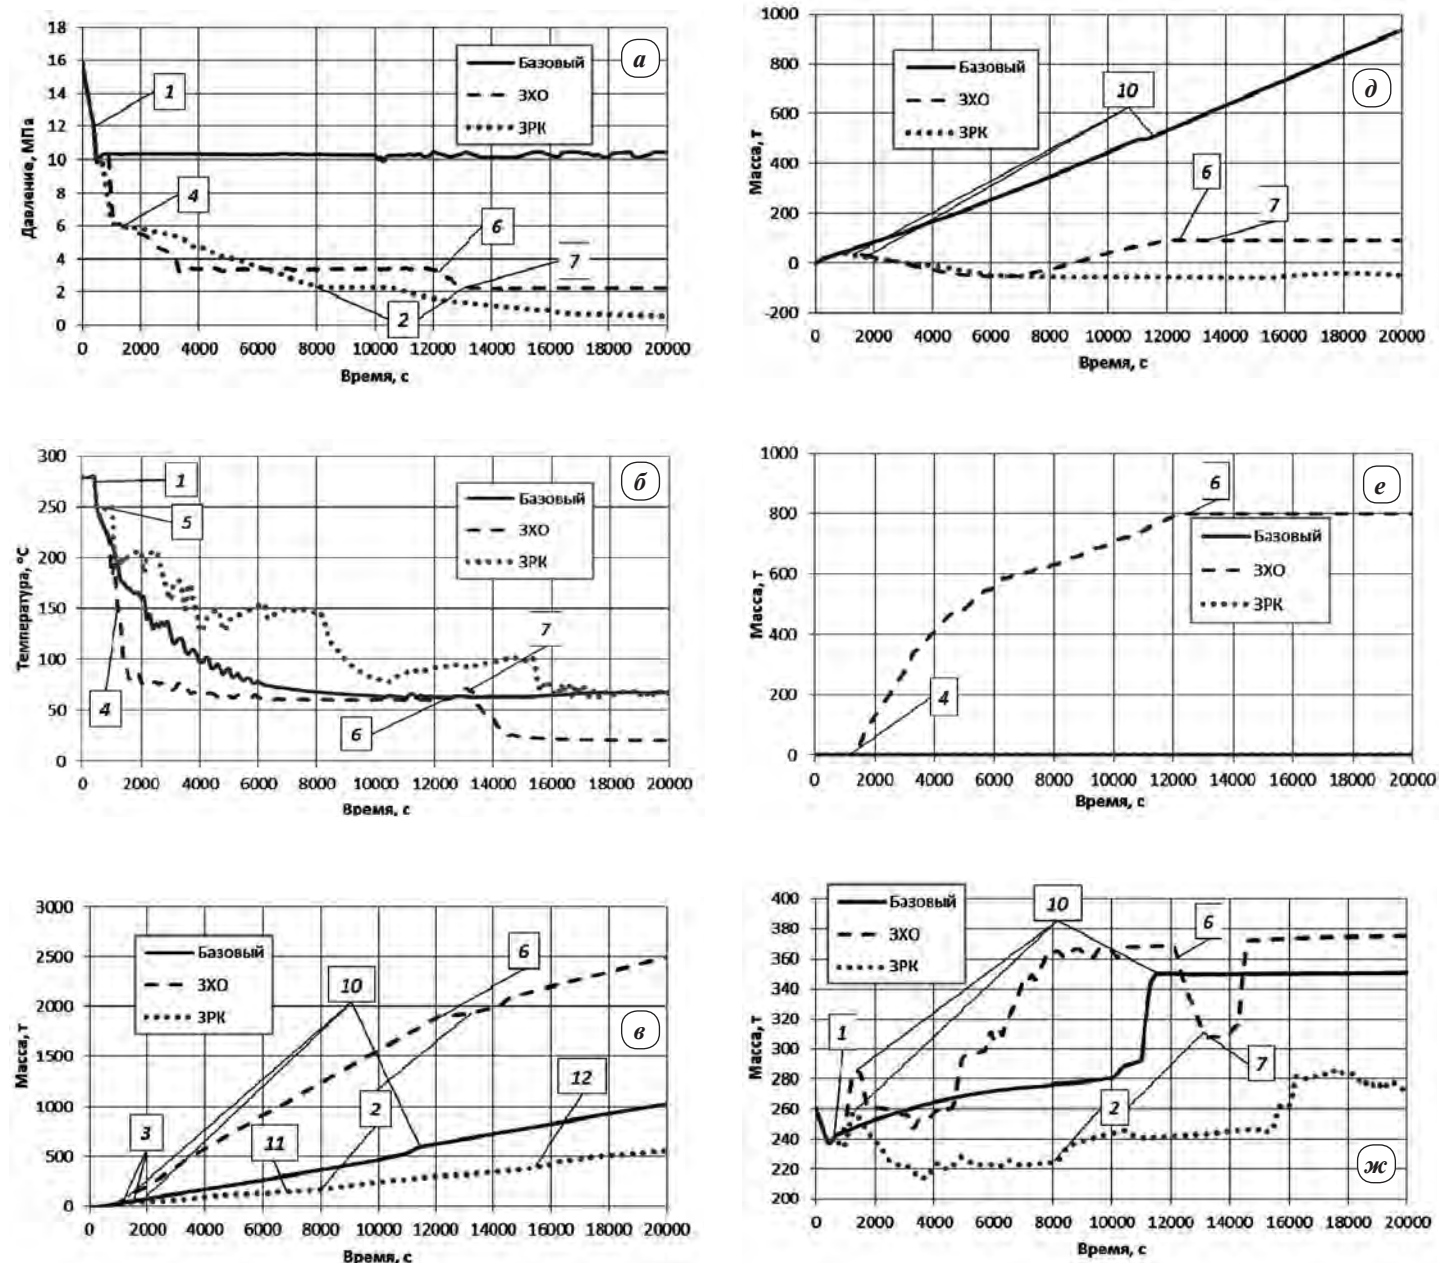 18
16
14
12
10
8
6
4
2
0
Давление, МПа
0 2000 4000 6000 8000 10000 12000 14000 16000 18000 20000
Время, с
Базовый
ЗХО
ЗРК
а
1
4
6
7
2
1000
800
600
400
200
0
-200
Масса, т
0 2000 4000 6000 8000 10000 12000 14000 16000 18000 20000
Время, с
Базовый
ЗХО
ЗРК
д
10
6
7
300
250
200
150
100
50
0
Температура, °С
0 2000 4000 6000 8000 10000 12000 14000 16000 18000 20000
Время, с
Базовый
ЗХО
ЗРК
б
1
5
4
7
6
1000
800
600
400
200
0
Масса, т
0 2000 4000 6000 8000 10000 12000 14000 16000 18000 20000
Время, с
Базовый
ЗХО
ЗРК
е
6
4
3000
2500
2000
1500
1000
500
0
Масса, т
0 2000 4000 6000 8000 10000 12000 14000 16000 18000 20000
Время, с
Базовый
ЗХО
ЗРК
в
6
10
2
12
3
11
400
380
360
340
320
300
280
260
240
220
200
Масса, т
0 2000 4000 6000 8000 10000 12000 14000 16000 18000 20000
Время, с
Базовый
ЗХО
ЗРК
ж
10
6
1
7
2